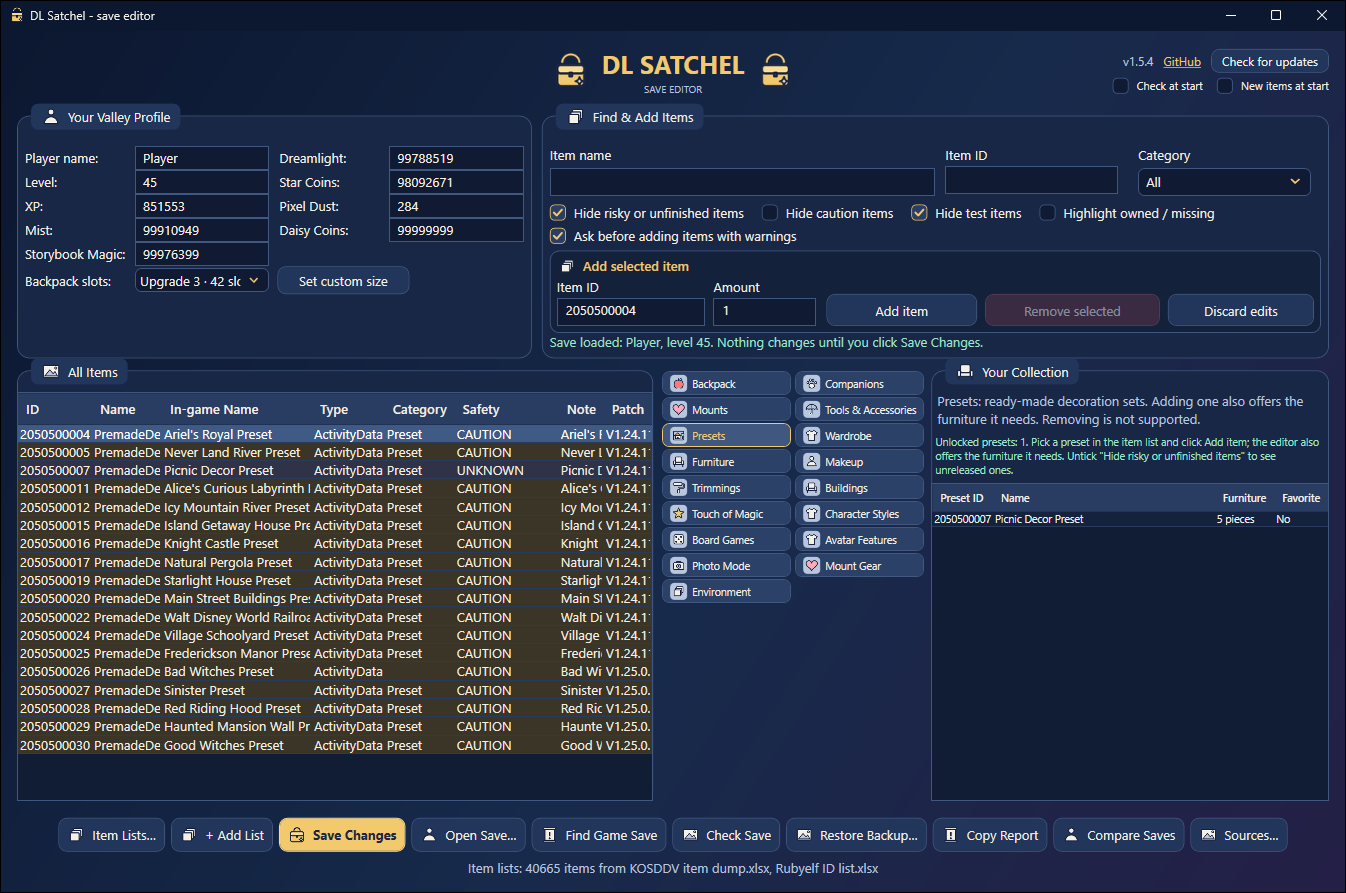 DL Satchel - save editor
DL SATCHEL
SAVE EDITOR
v1.5.4 GitHub Check for updates
Check at start New items at start
Your Valley Profile
Player name: Player Dreamlight: 99788519
Level: 45 Star Coins: 98092671
XP: 851553 Pixel Dust: 284
Mist: 99910949 Daisy Coins: 99999999
Storybook Magic: 99976399
Backpack slots: Upgrade 3 · 42 slc Set custom size
Find & Add Items
Item name Item ID Category
All
Hide risky or unfinished items Hide caution items Hide test items Highlight owned / missing
Ask before adding items with warnings
Add selected item
Item ID Amount
2050500004 1 Add item Remove selected Discard edits
Save loaded: Player, level 45. Nothing changes until you click Save Changes.
All Items
ID Name In-game Name Type Category Safety Note Patch
2050500004 PremadeDe Ariel's Royal Preset ActivityData Preset CAUTION Ariel's V1.24.1
2050500005 PremadeDe Never Land River Preset ActivityData Preset CAUTION Never L V1.24.1
2050500007 PremadeDe Picnic Decor Preset ActivityData Preset UNKNOWN Picnic D V1.24.1
2050500011 PremadeDe Alice's Curious Labyrinth ActivityData Preset CAUTION Alice's V1.24.1
2050500012 PremadeDe Icy Mountain River Preset ActivityData Preset CAUTION Icy Mou V1.24.1
2050500015 PremadeDe Island Getaway House Pre ActivityData Preset CAUTION Island V1.24.1
2050500016 PremadeDe Knight Castle Preset ActivityData Preset CAUTION Knight V1.24.1
2050500017 PremadeDe Natural Pergola Preset ActivityData Preset CAUTION Natural V1.24.1
2050500019 PremadeDe Starlight House Preset ActivityData Preset CAUTION Starligh V1.24.1
2050500020 PremadeDe Main Street Buildings Pre ActivityData Preset CAUTION Main St V1.24.1
2050500022 PremadeDe Walt Disney World Railroa ActivityData Preset CAUTION Walt Di V1.24.1
2050500024 PremadeDe Village Schoolyard Preset ActivityData Preset CAUTION Village V1.24.1
2050500025 PremadeDe Frederickson Manor Prese ActivityData Preset CAUTION Frederi V1.24.1
2050500026 PremadeDe Bad Witches Preset ActivityData CAUTION Bad Wi V1.25.0.
2050500027 PremadeDe Sinister Preset ActivityData Preset CAUTION Sinister V1.25.0.
2050500028 PremadeDe Red Riding Hood Preset ActivityData Preset CAUTION Red Ric V1.25.0.
2050500029 PremadeDe Haunted Mansion Wall Pr ActivityData Preset CAUTION Haunte V1.25.0.
2050500030 PremadeDe Good Witches Preset ActivityData Preset CAUTION Good V1.25.0.
Backpack Companions
Mounts Tools & Accessories
Presets Wardrobe
Furniture Makeup
Trimmings Buildings
Touch of Magic Character Styles
Board Games Avatar Features
Photo Mode Mount Gear
Environment
Your Collection
Presets: ready-made decoration sets. Adding one also offers the
furniture it needs. Removing is not supported.
Unlocked presets: 1. Pick a preset in the item list and click Add item; the editor also
offers the furniture it needs. Untick "Hide risky or unfinished items" to see
unreleased ones.
Preset ID Name Furniture Favorite
2050500007 Picnic Decor Preset 5 pieces No
Item Lists... + Add List Save Changes Open Save... Find Game Save Check Save Restore Backup... Copy Report Compare Saves Sources...
Item lists: 40665 items from KOSDDV item dump.xlsx, Rubyelf ID list.xlsx